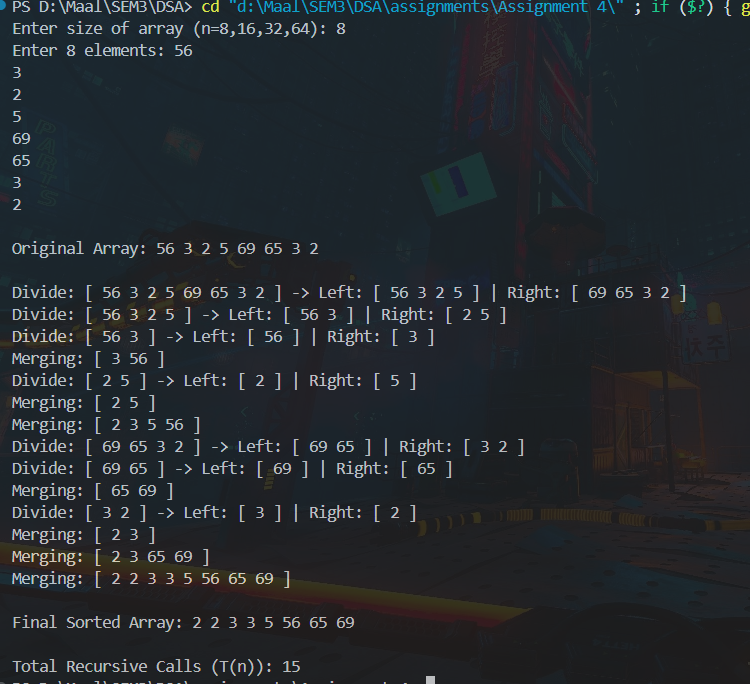 PS D:\Maal\SEM3\DSA> cd "d:\Maal\SEM3\DSA\assignments\Assignment 4\" ; if ($?) { g
Enter size of array (n=8,16,32,64): 8
Enter 8 elements: 56
3
2
5
69
65
3
2
Original Array: 56 3 2 5 69 65 3 2
Divide: [ 56 3 2 5 69 65 3 2 ] -> Left: [ 56 3 2 5 ] | Right: [ 69 65 3 2 ]
Divide: [ 56 3 2 5 ] -> Left: [ 56 3 ] | Right: [ 2 5 ]
Divide: [ 56 3 ] -> Left: [ 56 ] | Right: [ 3 ]
Merging: [ 3 56 ]
Divide: [ 2 5 ] -> Left: [ 2 ] | Right: [ 5 ]
Merging: [ 2 5 ]
Merging: [ 2 3 5 56 ]
Divide: [ 69 65 3 2 ] -> Left: [ 69 65 ] | Right: [ 3 2 ]
Divide: [ 69 65 ] -> Left: [ 69 ] | Right: [ 65 ]
Merging: [ 65 69 ]
Divide: [ 3 2 ] -> Left: [ 3 ] | Right: [ 2 ]
Merging: [ 2 3 ]
Merging: [ 2 3 65 69 ]
Merging: [ 2 2 3 3 5 56 65 69 ]
Final Sorted Array: 2 2 3 3 5 56 65 69
Total Recursive Calls (T(n)): 15